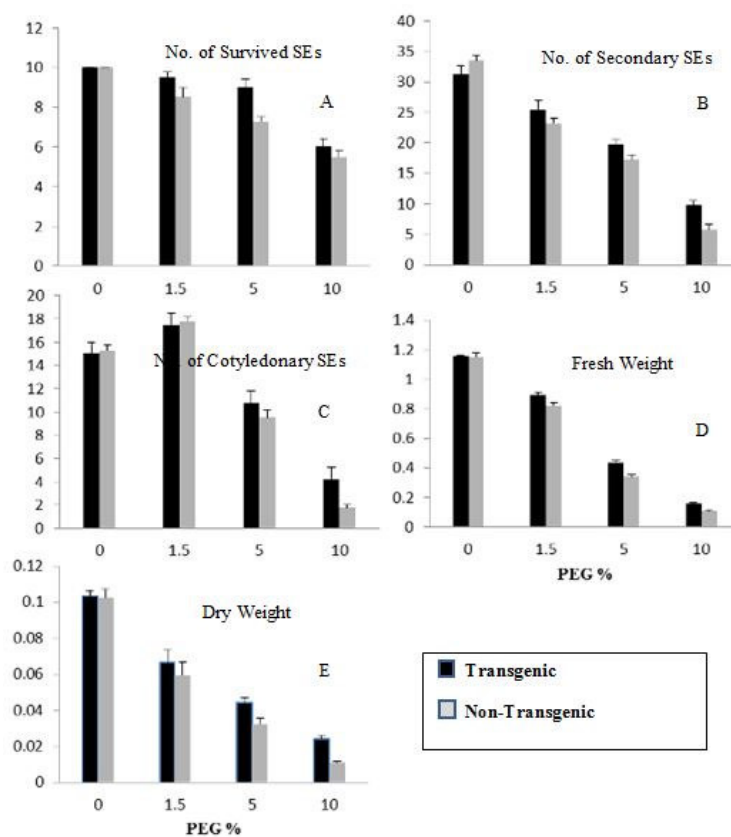 12
10
8
6
4
2
0
No. of Survived SEs
A
0 1.5 5 10
40
35
30
25
20
15
10
5
0
No. of Secondary SEs
B
0 1.5 5 10
20
18
16
14
12
10
8
6
4
2
0
No. of Cotyledonary SEs
C
0 1.5 5 10
1.4
1.2
1
0.8
0.6
0.4
0.2
0
Fresh Weight
D
0 1.5 5 10
PEG %
0.12
0.1
0.08
0.06
0.04
0.02
0
Dry Weight
E
0 1.5 5 10
PEG %
Transgenic
Non-Transgenic